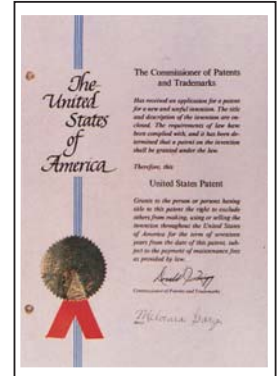 The
United
States
of
America
The Commissioner of Patents
and Trademarks
Has received an application for a patent
for a new and useful invention. The title
and description of the invention are en-
closed. The requirements of law have
been complied with, and it has been de-
termined that a patent on the invention
shall be granted under the law.
Therefore, this
United States Patent
Grants to the person or persons having
title to this patent the right to exclude
others from making, using or selling the
invention throughout the United States
of America for the term of seventeen
years from the date of this patent, sub-
ject to the payment of maintenance fees
as provided by law.
Commissioner of Patents and Trademarks